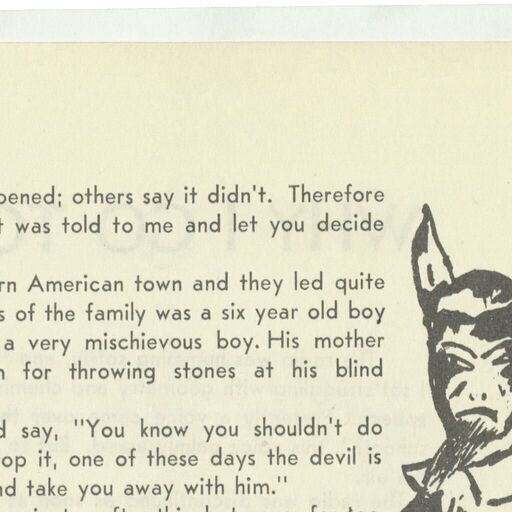 pened; others say it didn't. Therefore
t was told to me and let you decide
rn American town and they led quite
s of the family was a six year old boy
a very mischievous boy. His mother
for throwing stones at his blind
d say, "You know you shouldn't do
op it, one of these days the devil is
nd take you away with him."